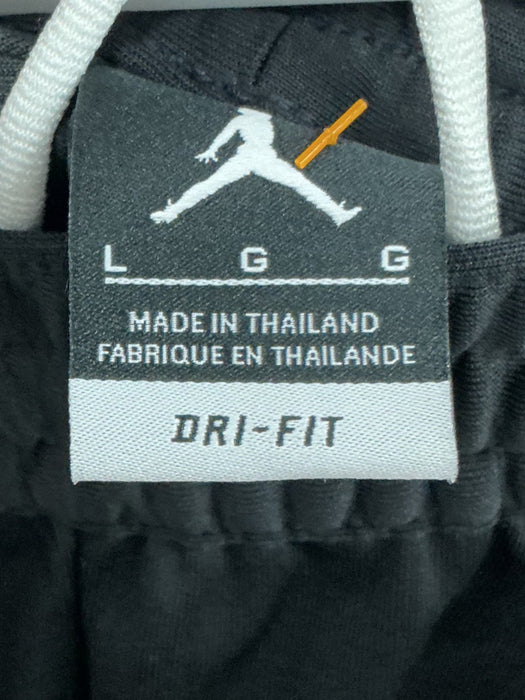 L G G
MADE IN THAILAND
FABRIQUE EN THAILANDE
DRI-FIT